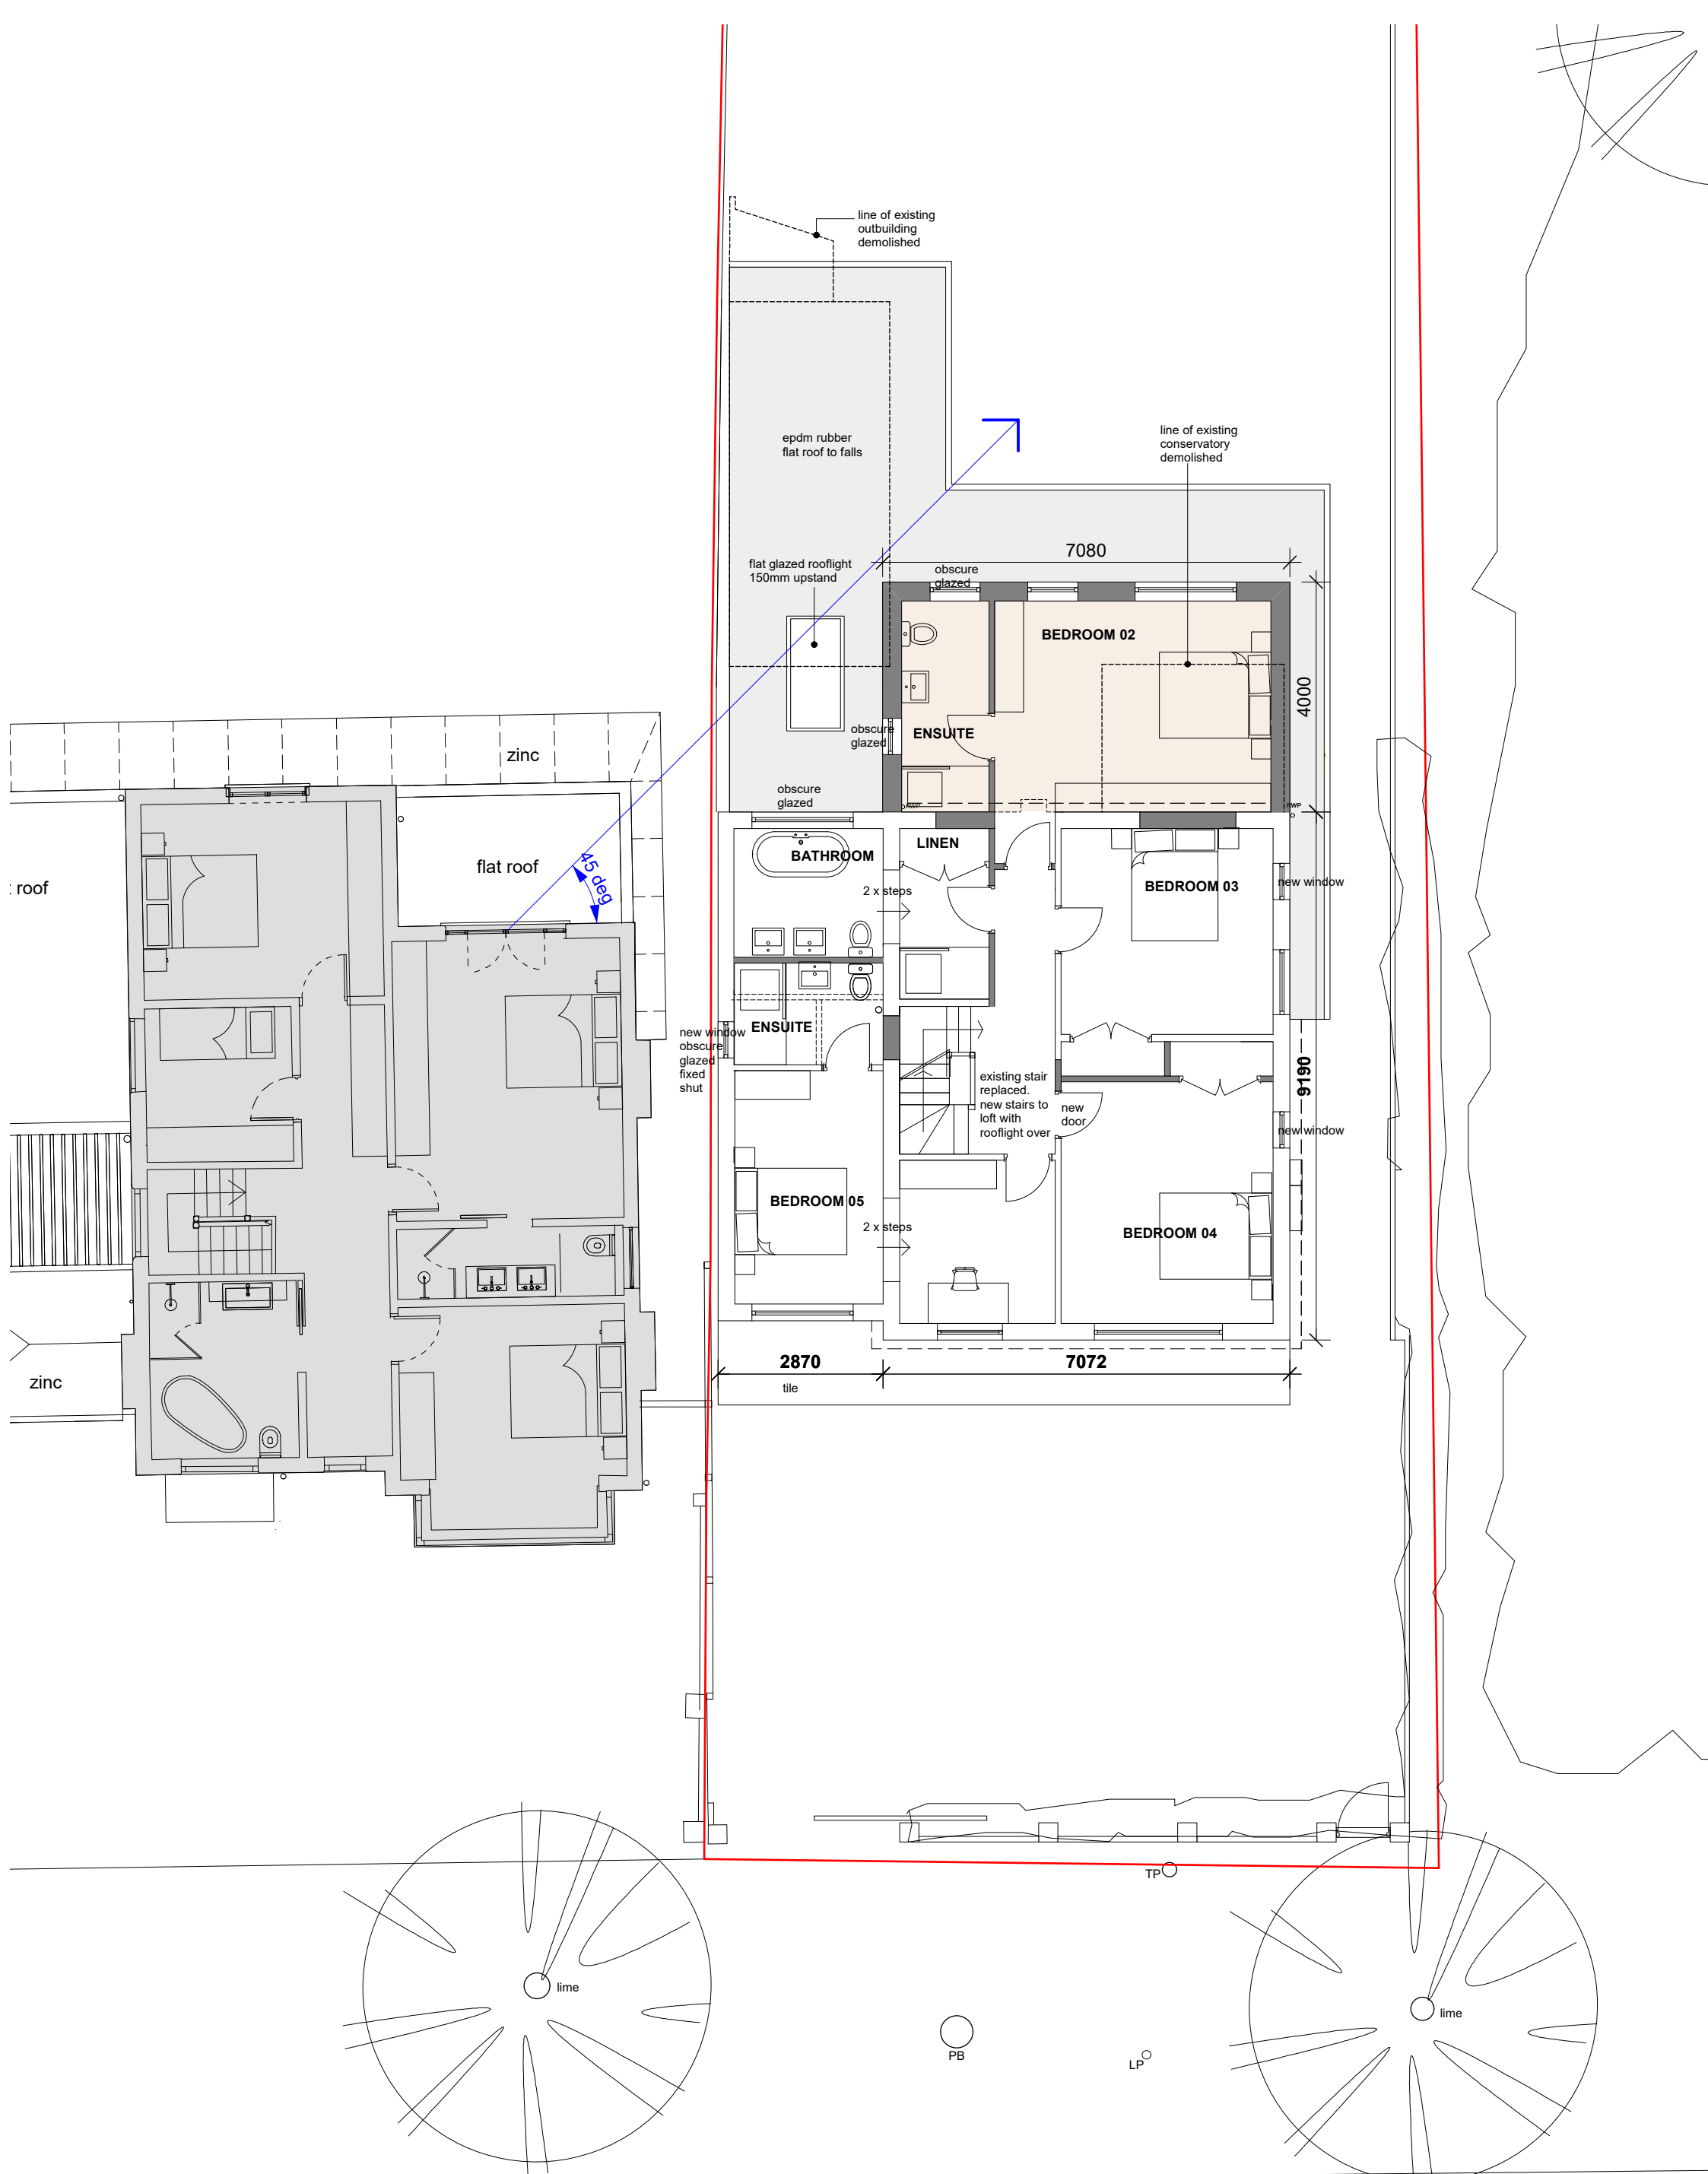 line of existing
outbuilding
demolished
epdm rubber
flat roof to falls
line of existing
conservatory
demolished
7080
flat glazed rooflight
150mm upstand
obscure
glazed
BEDROOM 02
4000
obscure
glazed
ENSUITE
zinc
obscure
glazed
RWP
RWP
flat roof
45 deg
: roof
BATHROOM
LINEN
2 x steps
BEDROOM 03
new window
ENSUITE
new window
obscure
glazed
fixed
shut
existing stair
replaced.
new stairs to
loft with
rooflight over
new
door
9190
new window
BEDROOM 05
2 x steps
BEDROOM 04
zinc
2870
7072
tile
TP
lime
lime
PB
LP